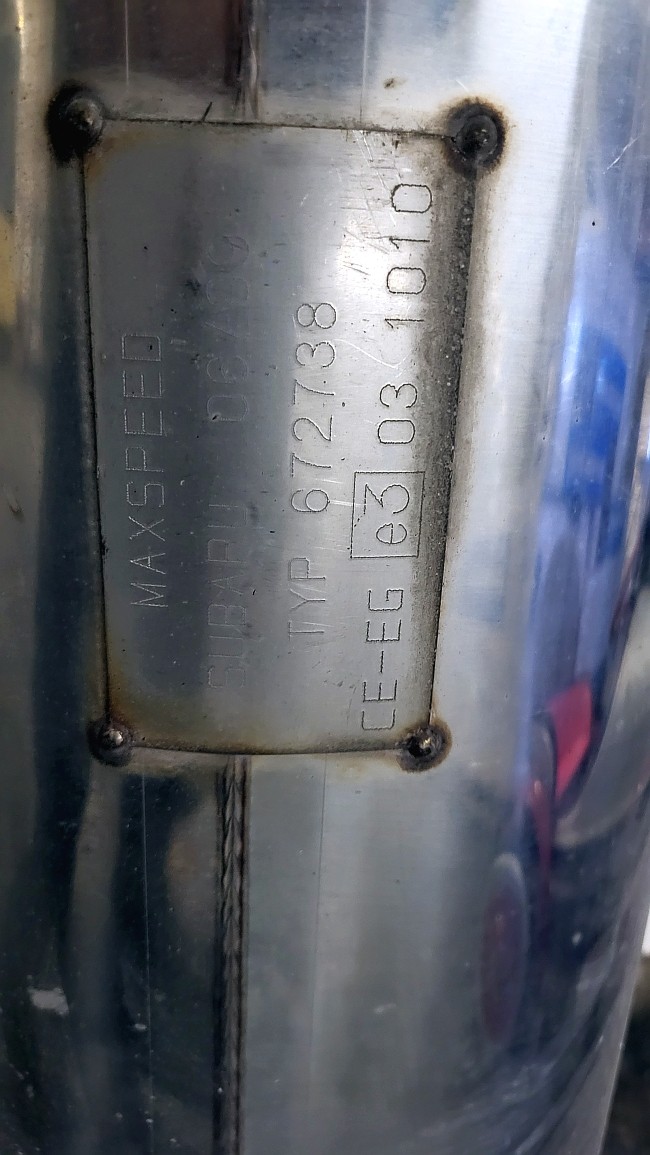 MAXSPEED
SUBARU
TYP 672738
CE-EG e3 03 1010